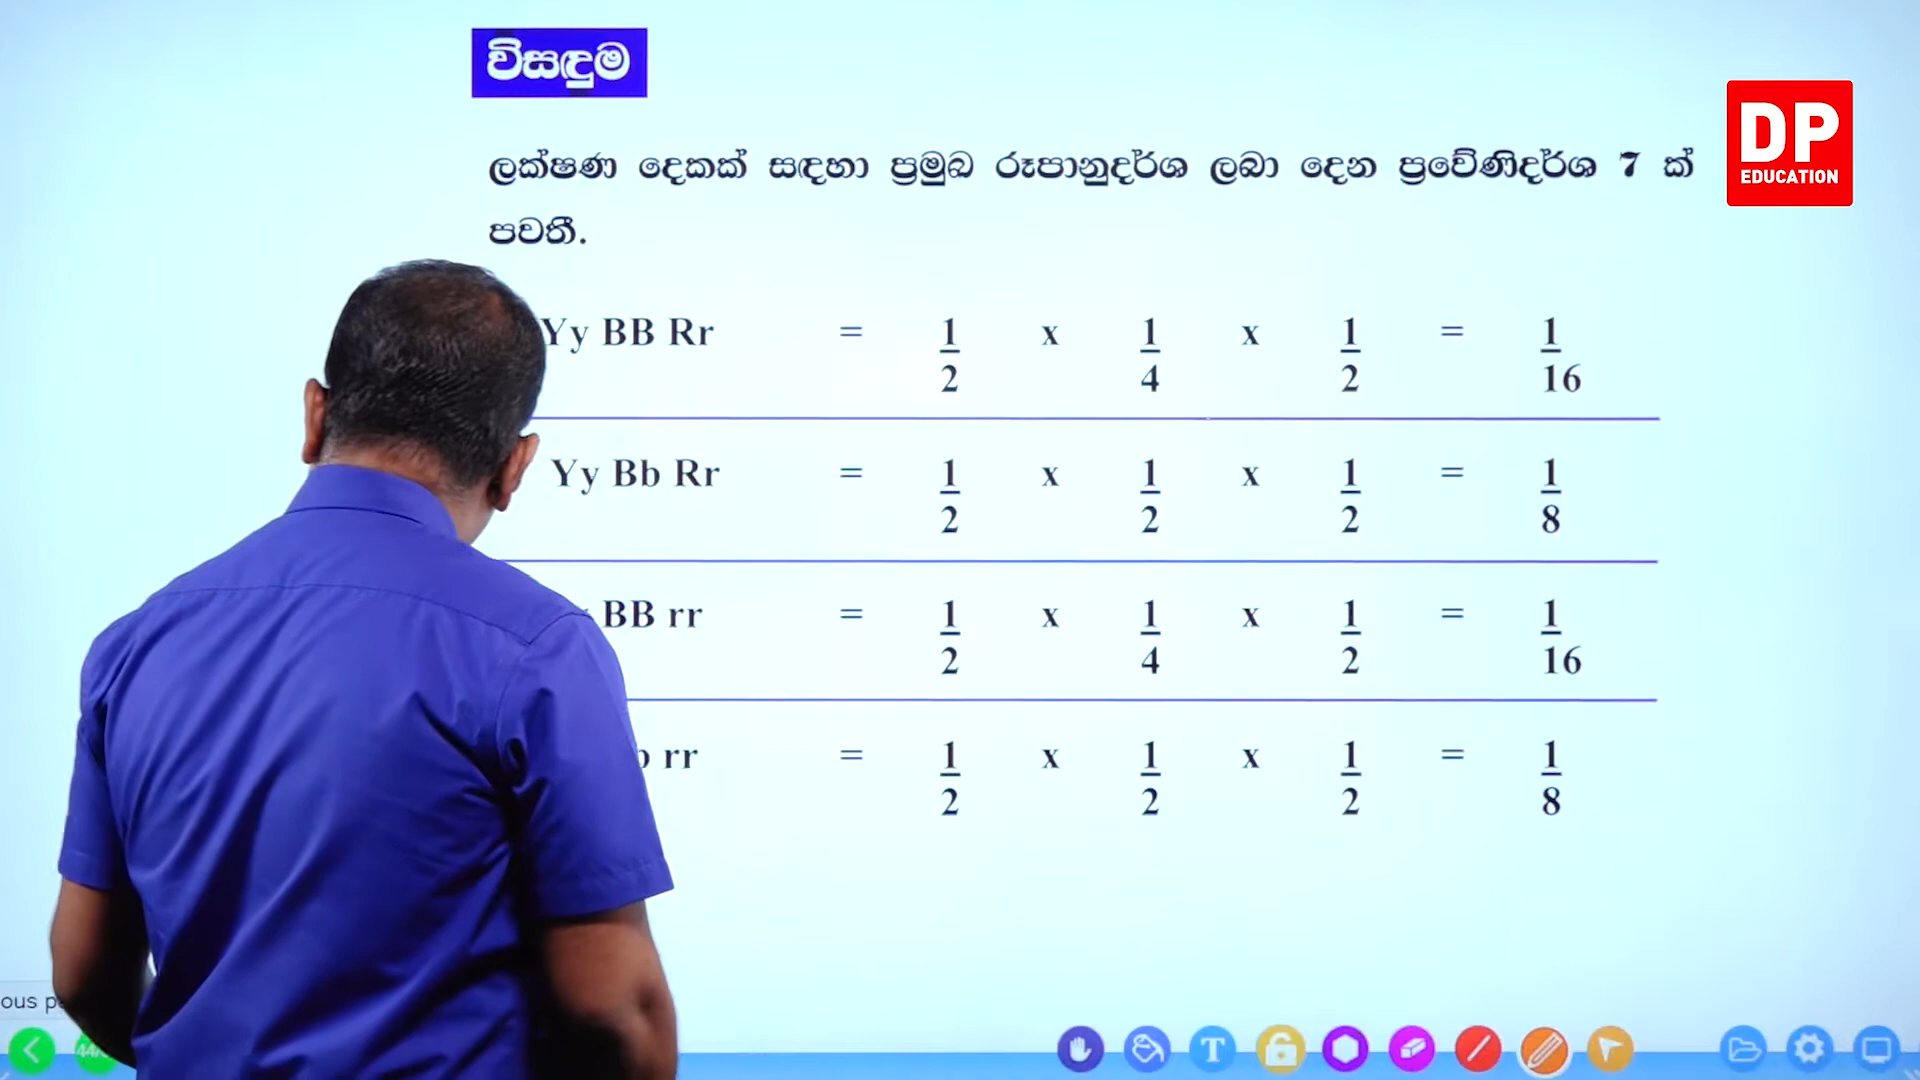 විසඳුම
DP
EDUCATION
ලක්ෂණ දෙකක් සඳහා ප්‍රමුඛ රූපානුදර්ශ ලබා දෙන ප්‍රවේණිදර්ශ 7 ක්
පවතී.
Yy BB Rr = 1/2 x 1/4 x 1/2 = 1/16
Yy Bb Rr = 1/2 x 1/2 x 1/2 = 1/8
BB rr = 1/2 x 1/4 x 1/2 = 1/16
rr = 1/2 x 1/2 x 1/2 = 1/8
T